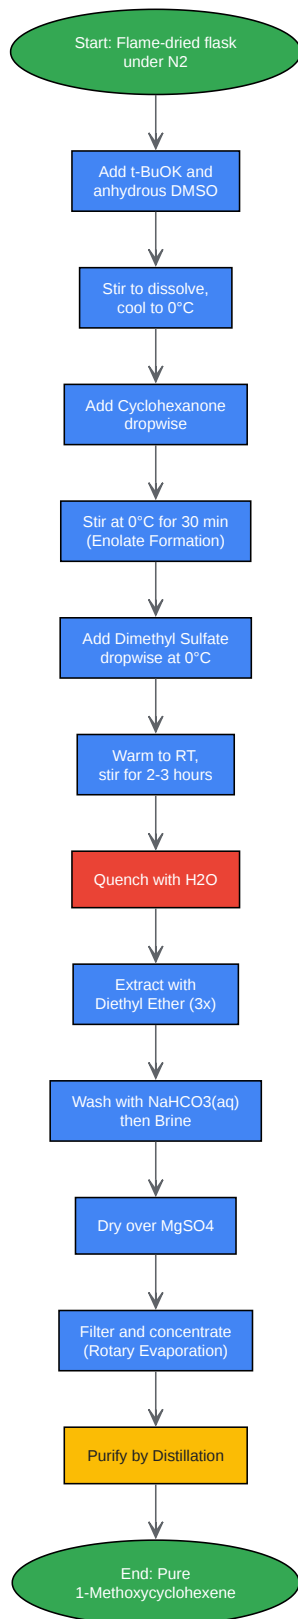 Start: Flame-dried flask
under N2
Add t-BuOK and
anhydrous DMSO
Stir to dissolve,
cool to 0°C
Add Cyclohexanone
dropwise
Stir at 0°C for 30 min
(Enolate Formation)
Add Dimethyl Sulfate
dropwise at 0°C
Warm to RT,
stir for 2-3 hours
Quench with H2O
Extract with
Diethyl Ether (3x)
Wash with NaHCO3(aq)
then Brine
Dry over MgSO4
Filter and concentrate
(Rotary Evaporation)
Purify by Distillation
End: Pure
1-Methoxycyclohexene